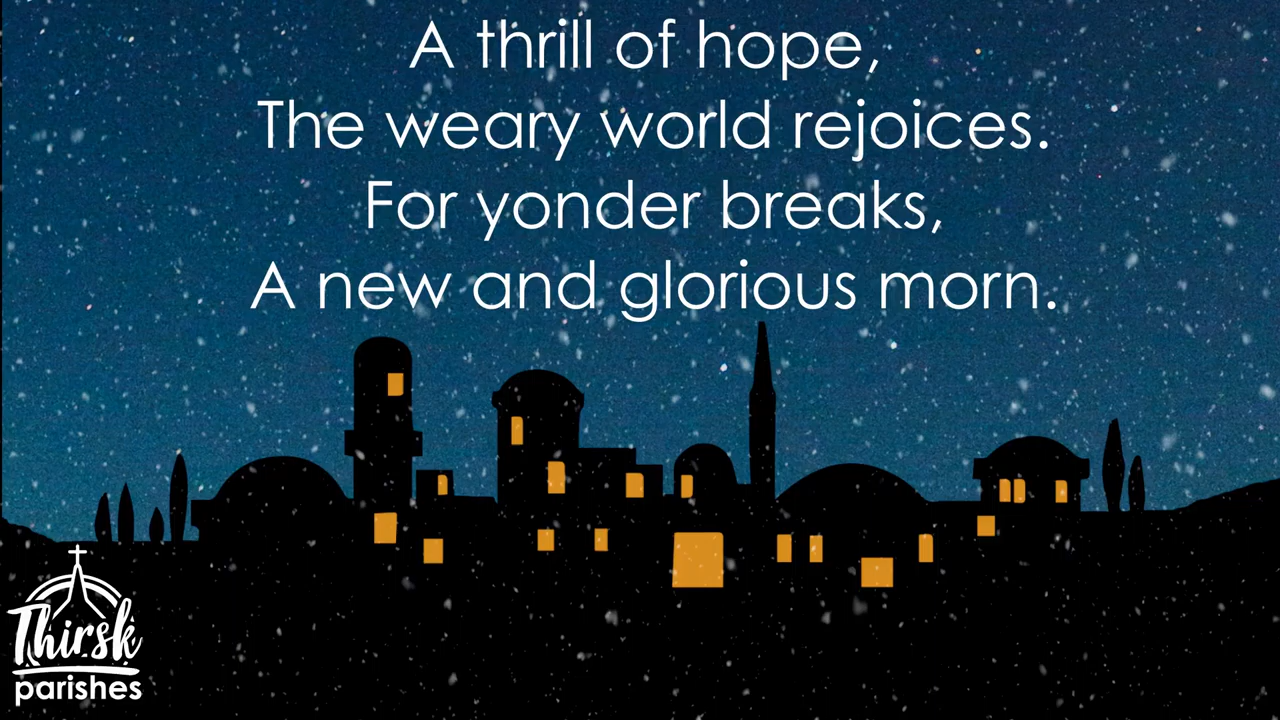 A thrill of hope,
The weary world rejoices.
For yonder breaks,
A new and glorious morn.
Thirsk
parishes